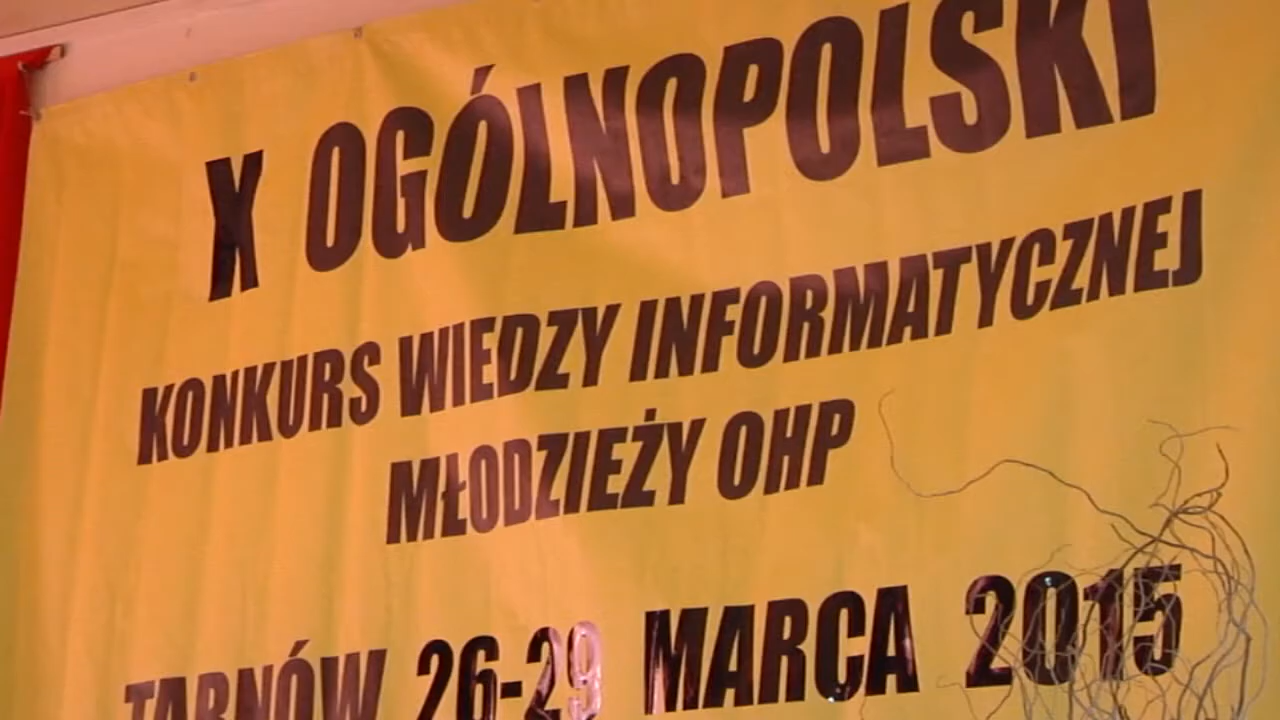 X OGÓLNOPOLSKI
KONKURS WIEDZY INFORMATYCZNEJ
MŁODZIEŻY OHP
TARNÓW 26-29 MARCA 2015